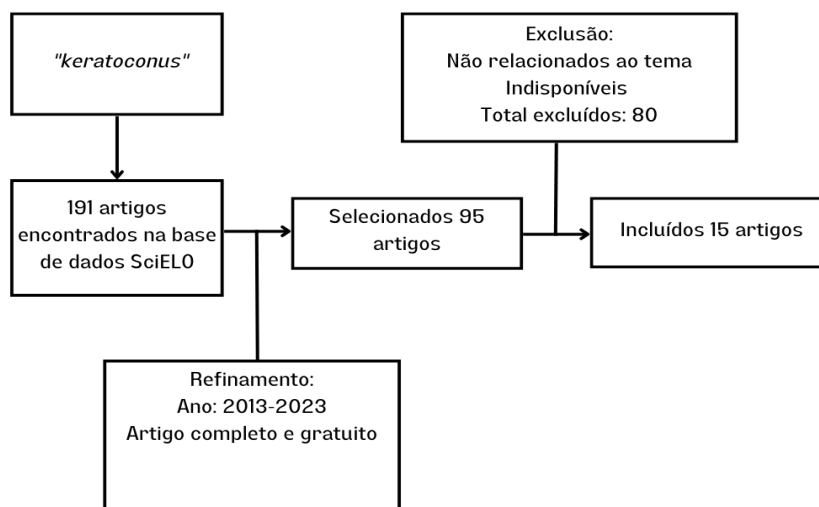 "keratoconus"
191 artigos
encontrados na base
de dados SciELO
Refinamento:
Ano: 2013-2023
Artigo completo e gratuito
Selecionados 95
artigos
Exclusão:
Não relacionados ao tema
Indisponíveis
Total excluídos: 80
Incluídos 15 artigos